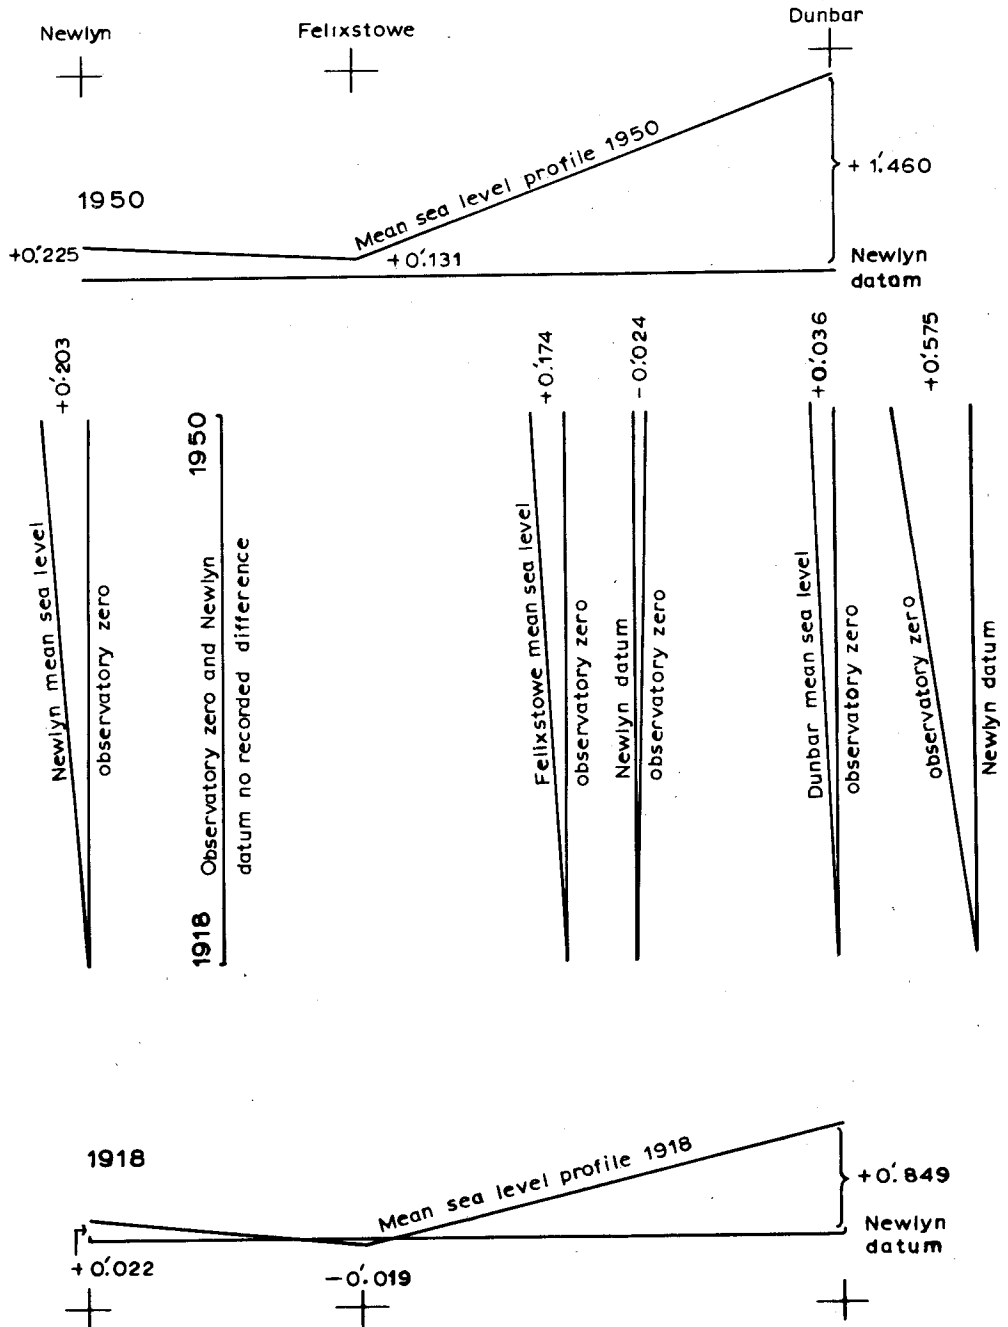 Newlyn
Felixstowe
Dunbar
Mean sea level profile 1950
+ 1′.460
1950
+0′.225
+0′.131
Newlyn
datum
+0′.203
+0′.174
-0′.024
+0′.036
+0′.575
Newlyn mean sea level
observatory zero
1918 Observatory zero and Newlyn 1950
datum no recorded difference
Felixstowe mean sea level
observatory zero
Newlyn datum
observatory zero
Dunbar mean sea level
observatory zero
observatory zero
Newlyn datum
1918
Mean sea level profile 1918
+0′.849
Newlyn
datum
+0′.022
-0′.019